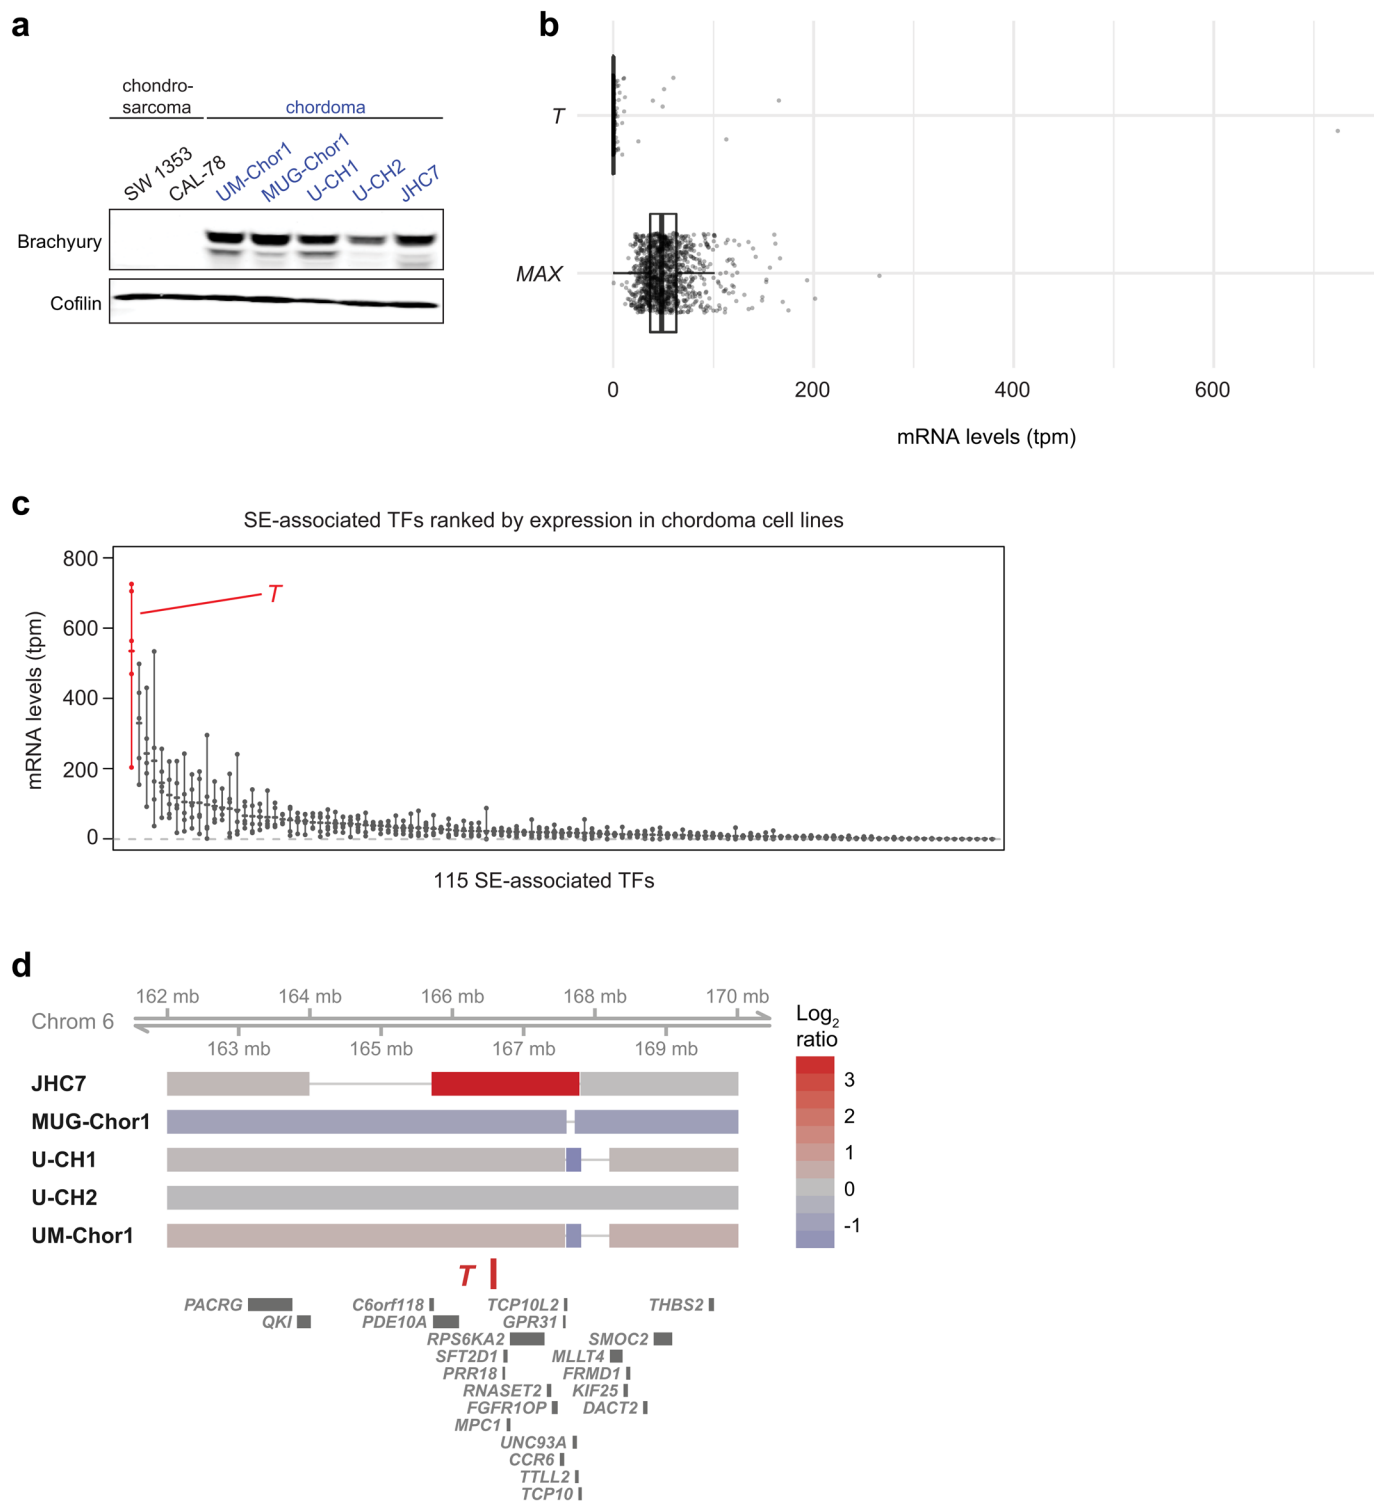 a
chondro-
sarcoma
chordoma
SW 1353
CAL-78
UM-Chor1
MUG-Chor1
U-CH1
U-CH2
JHC7
Brachyury
Cofilin
b
T
MAX
0 200 400 600
mRNA levels (tpm)
c
SE-associated TFs ranked by expression in chordoma cell lines
mRNA levels (tpm)
800
600
400
200
0
T
115 SE-associated TFs
d
162 mb 164 mb 166 mb 168 mb 170 mb
Chrom 6
163 mb 165 mb 167 mb 169 mb
JHC7
MUG-Chor1
U-CH1
U-CH2
UM-Chor1
Log2
ratio
3
2
1
0
-1
T
PACRG C6orf118 TCP10L2 THBS2
QKI PDE10A GPR31
RPS6KA2 SMOC2
SFT2D1 MLLT4
PRR18 FRMD1
RNASET2 KIF25
FGFR1OP DACT2
MPC1
UNC93A
CCR6
TTLL2
TCP10